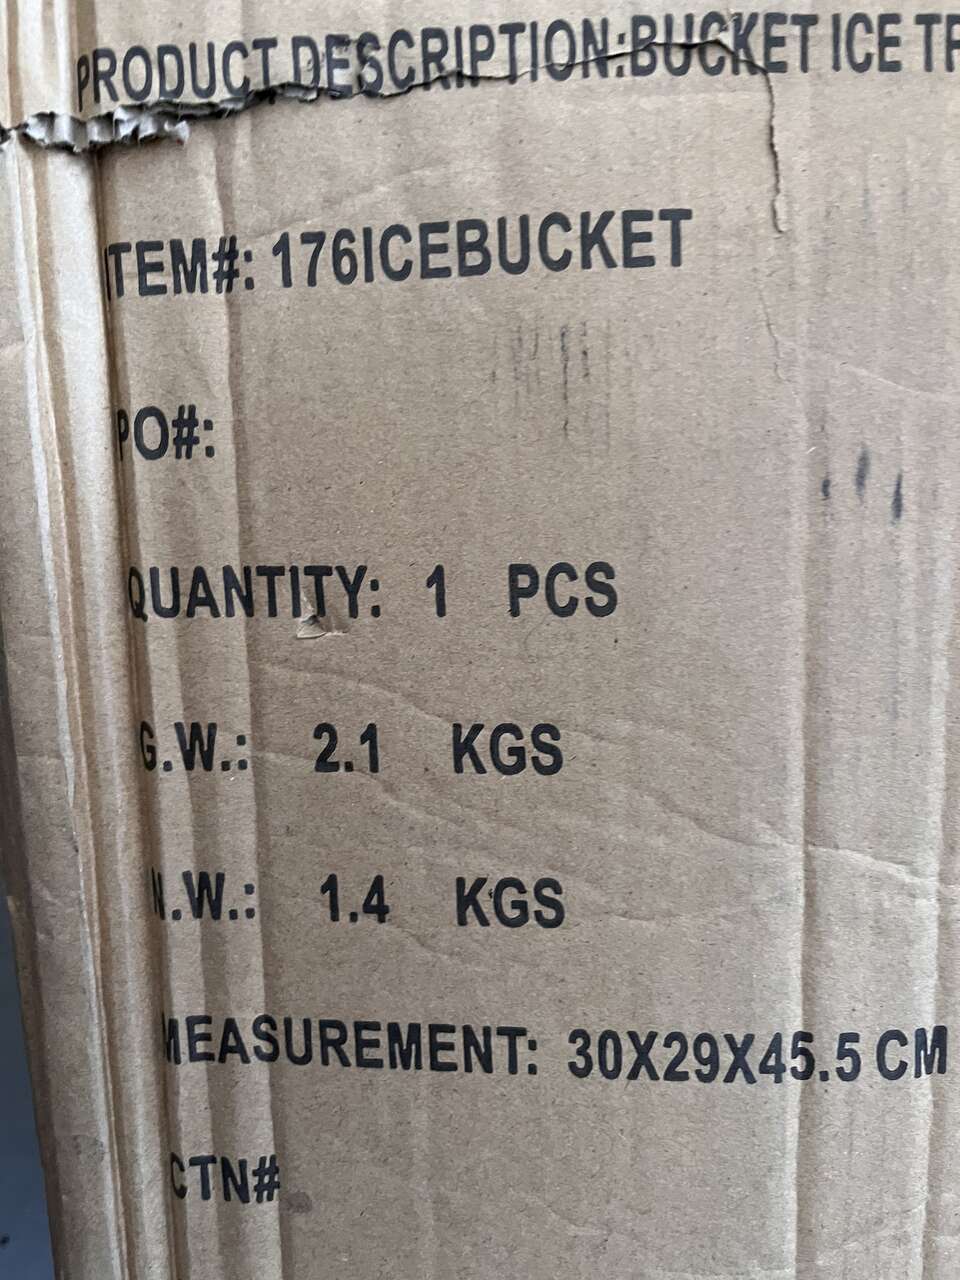 PRODUCT DESCRIPTION:BUCKET ICE
ITEM#: 176ICEBUCKET
PO#:
QUANTITY: 1 PCS
G.W.: 2.1 KGS
N.W.: 1.4 KGS
MEASUREMENT: 30X29X45.5 CM
CTN#